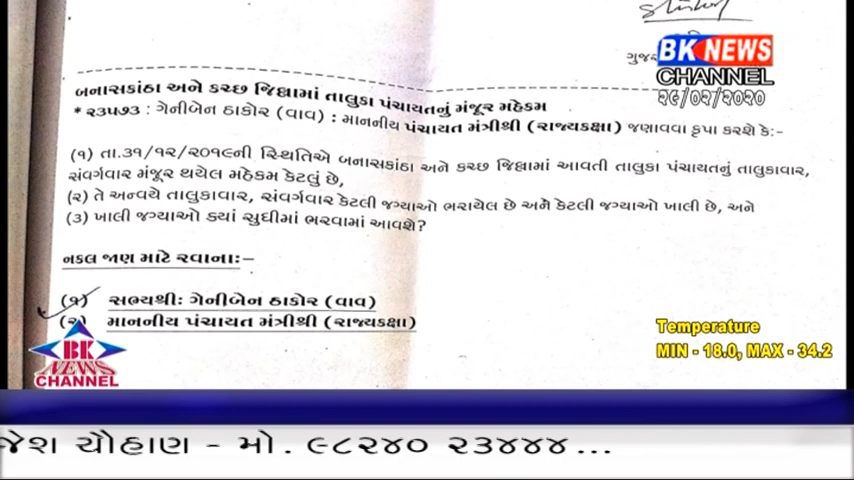 BK NEWS
CHANNEL
૨૯/૦૨/૨૦૨૦
બનાસકાંઠા અને કચ્છ જિલ્લામાં તાલુકા પંચાયતનું મંજૂર મહેકમ
* ૨૩૫૭૩ : ગેનીબેન ઠાકોર (વાવ) : માનનીય પંચાયત મંત્રીશ્રી (રાજ્યકક્ષા) જણાવવા કૃપા કરશે કે:-
(૧) તા.૩૧/૧૨/૨૦૧૯ની સ્થિતિએ બનાસકાંઠા અને કચ્છ જિલ્લામાં આવતી તાલુકા પંચાયતનું તાલુકાવાર,
સંવર્ગવાર મંજૂર થયેલ મહેકમ કેટલું છે,
(૨) તે અન્વયે તાલુકાવાર, સંવર્ગવાર કેટલી જગ્યાઓ ભરાયેલ છે અને કેટલી જગ્યાઓ ખાલી છે, અને
(૩) ખાલી જગ્યાઓ ક્યાં સુધીમાં ભરવામાં આવશે?
નકલ જાણ માટે રવાનાઃ-
(૧) સભ્યશ્રીઃ ગેનીબેન ઠાકોર (વાવ)
(૨) માનનીય પંચાયત મંત્રીશ્રી (રાજ્યકક્ષા)
Temperature
MIN - 18.0, MAX - 34.2
BK
NEWS
CHANNEL
જેશ ચૌહાણ - મો. ૯૮૨૪૦ ૨૩૪૪૪...